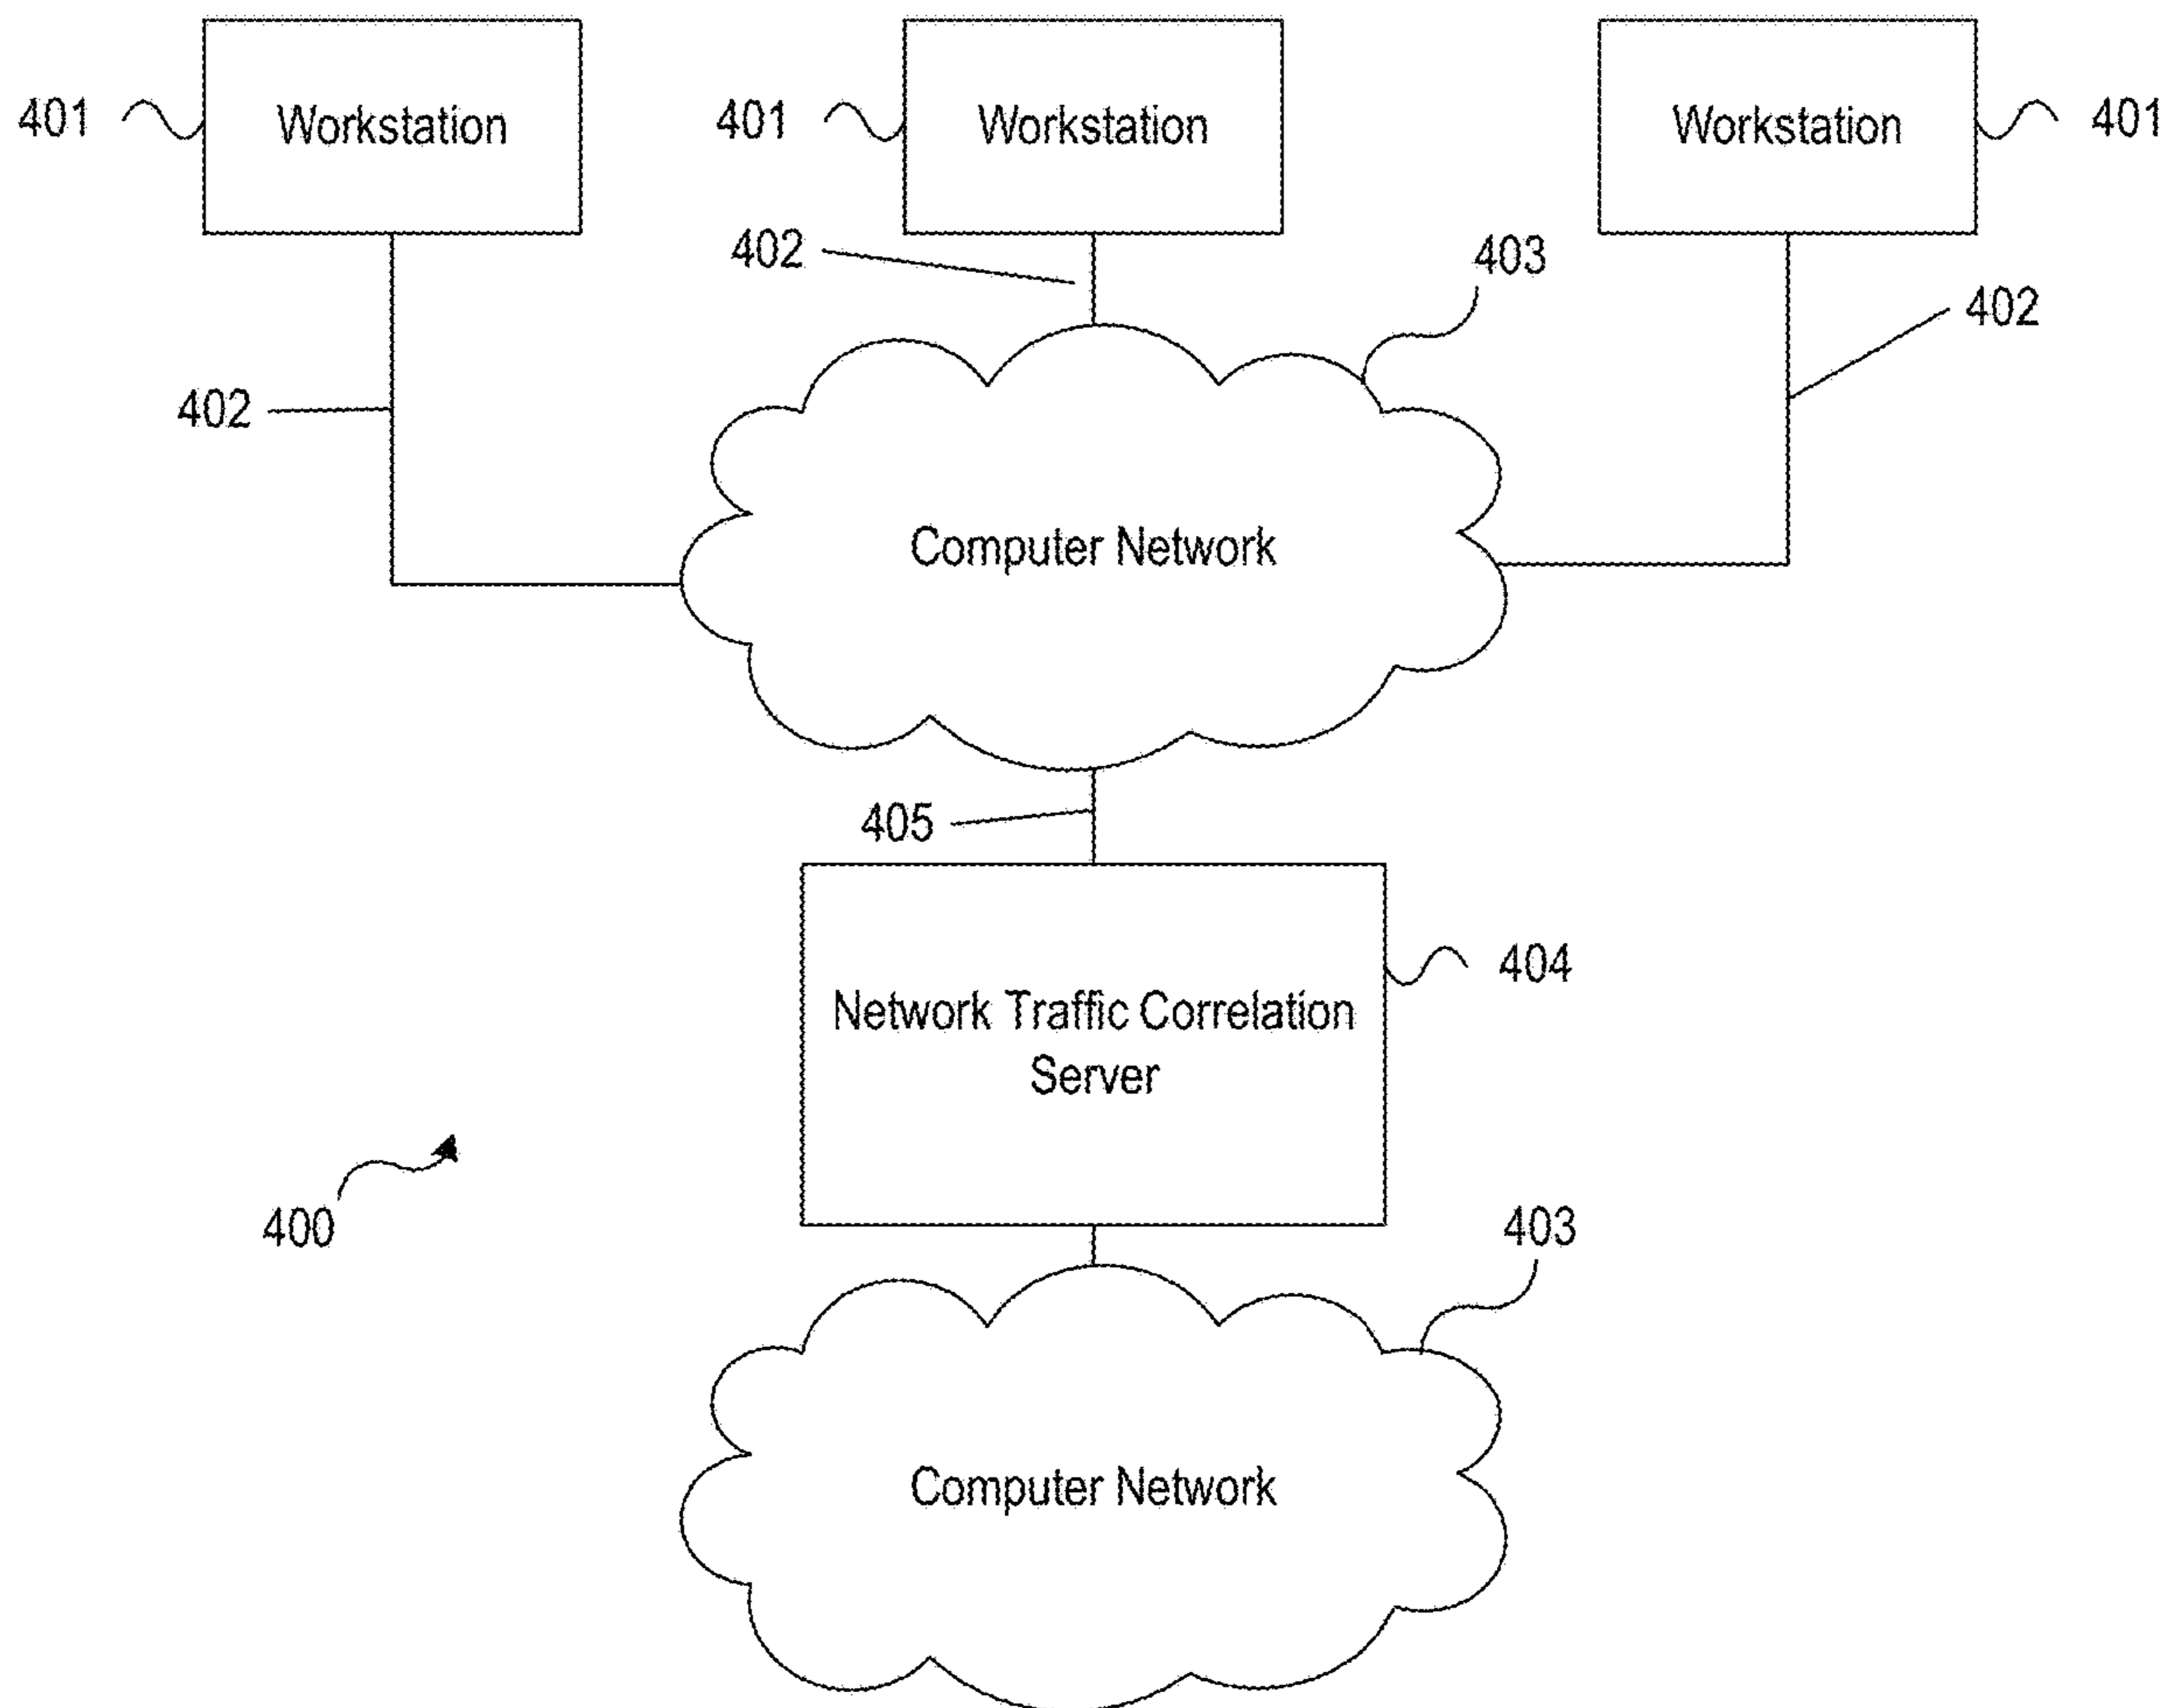 401
Workstation
401
Workstation
Workstation
401
402
403
402
402
Computer Network
405
404
Network Traffic Correlation
Server
400
403
Computer Network